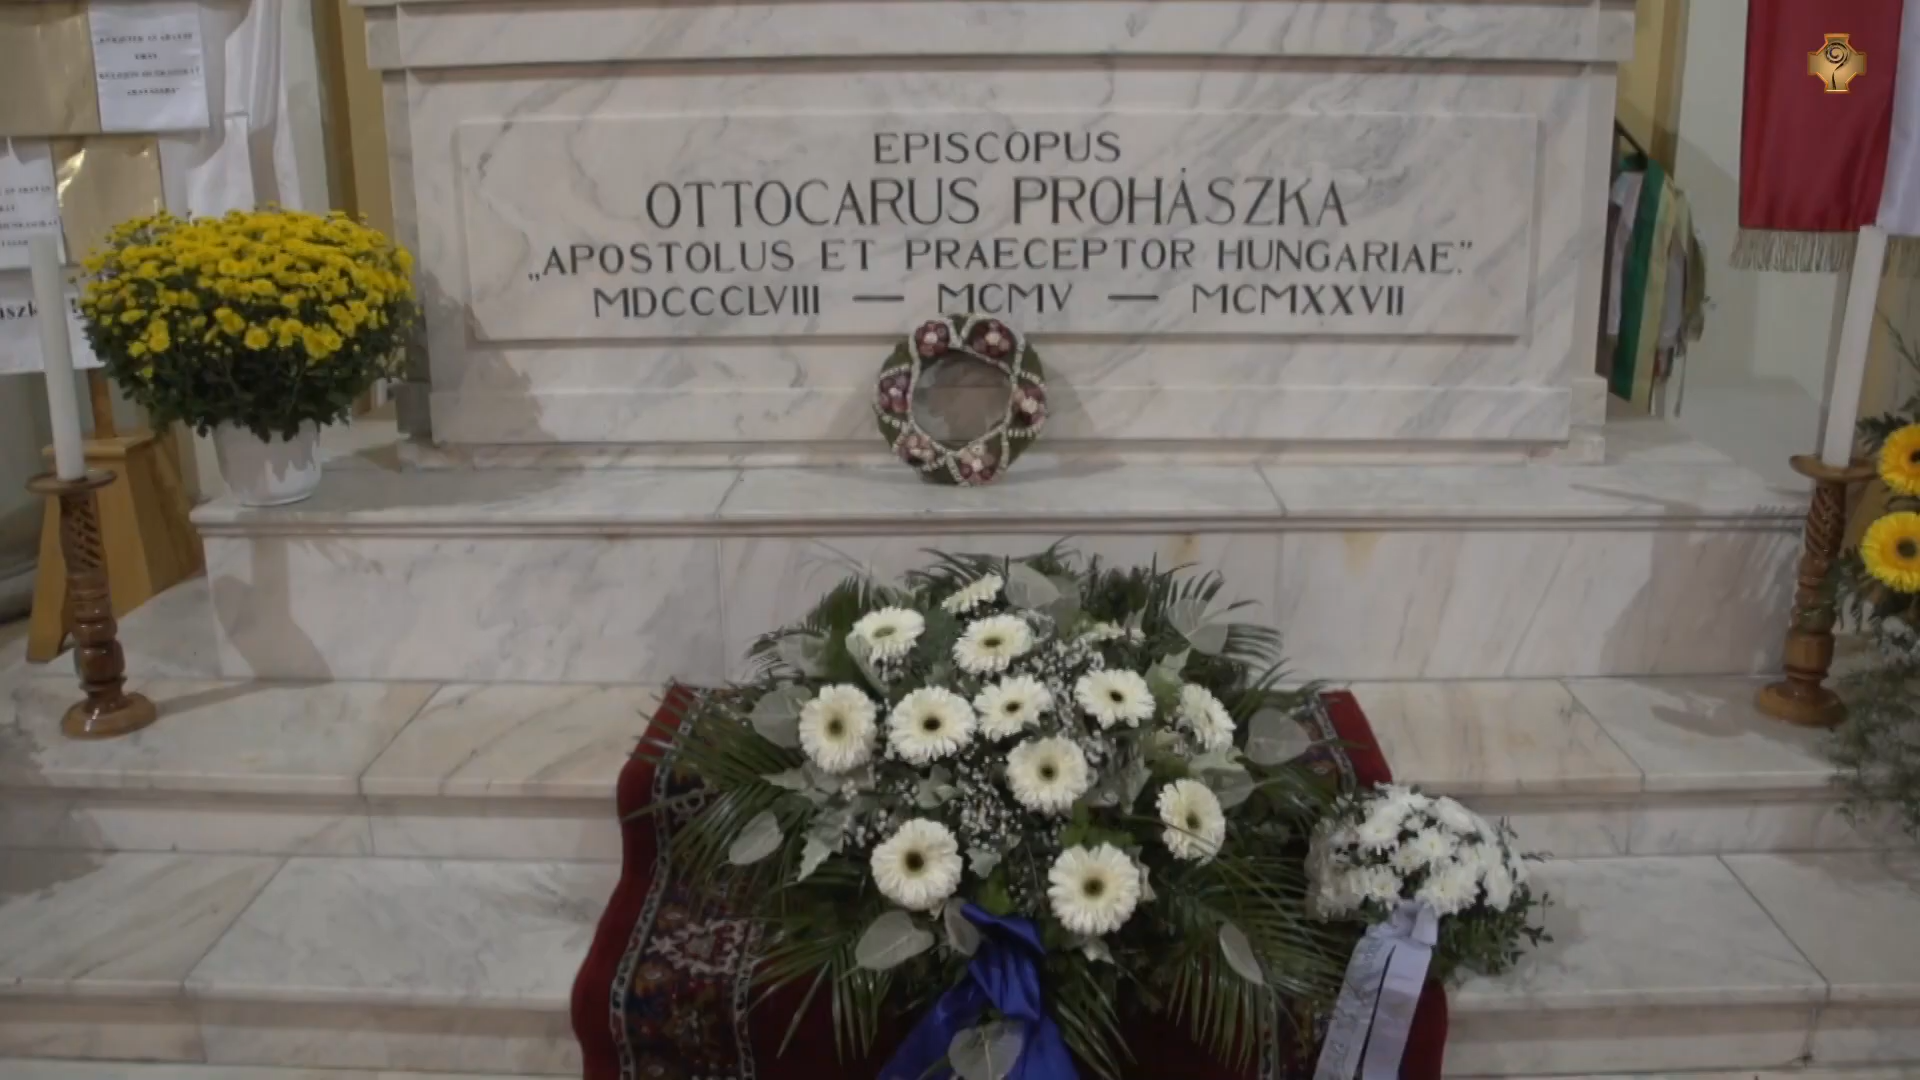 EPISCOPUS
OTTOCARUS PROHÁSZKA
„APOSTOLUS ET PRAECEPTOR HUNGARIAE."
MDCCCLVIII — MCMV — MCMXXVII